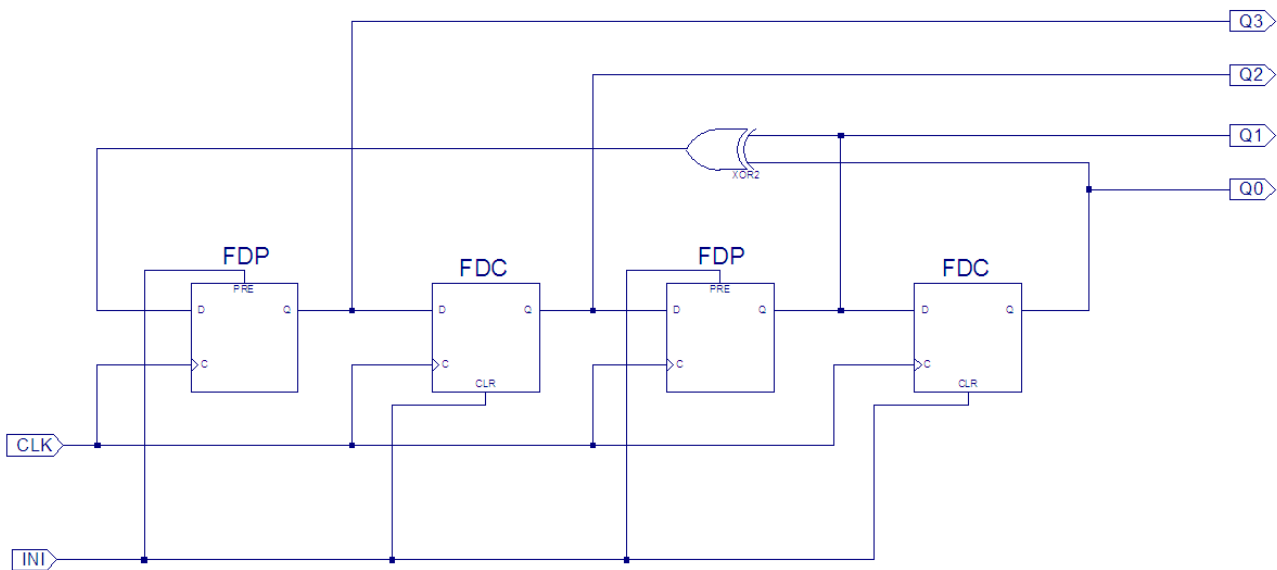 Q3
Q2
Q1
XOR2
Q0
FDP
FDC
FDP
FDC
PRE
PRE
D Q
D Q
D Q
D Q
C
C
C
C
CLR
CLR
CLK
INI